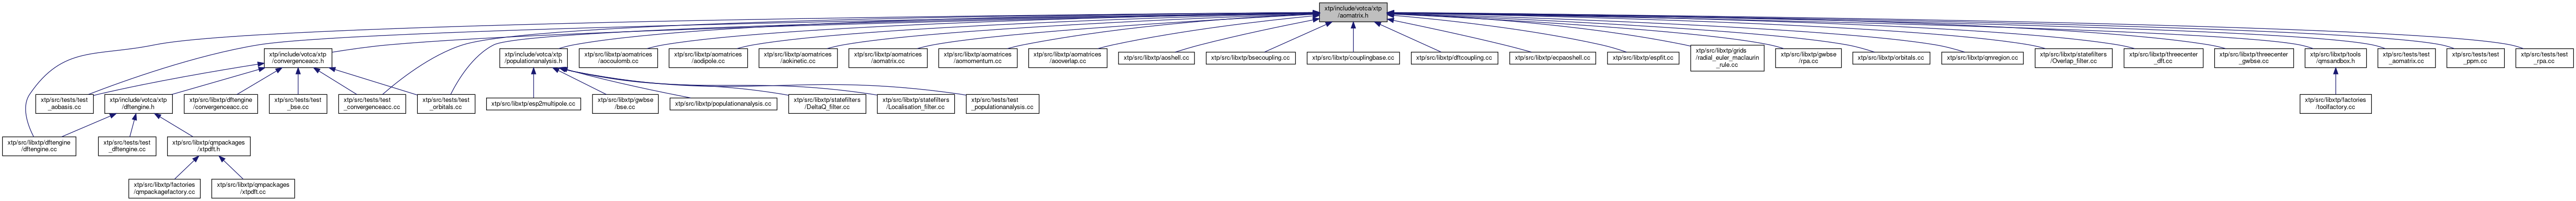 xtp/include/votca/xtp
/aomatrix.h
xtp/include/votca/xtp
/convergenceacc.h
xtp/include/votca/xtp
/populationanalysis.h
xtp/src/libxtp/aomatrices
/aocoulomb.cc
xtp/src/libxtp/aomatrices
/aodipole.cc
xtp/src/libxtp/aomatrices
/aokinetic.cc
xtp/src/libxtp/aomatrices
/aomatrix.cc
xtp/src/libxtp/aomatrices
/aomomentum.cc
xtp/src/libxtp/aomatrices
/aooverlap.cc
xtp/src/libxtp/aoshell.cc
xtp/src/libxtp/bsecoupling.cc
xtp/src/libxtp/couplingbase.cc
xtp/src/libxtp/dftcoupling.cc
xtp/src/libxtp/ecpaoshell.cc
xtp/src/libxtp/espfit.cc
xtp/src/libxtp/grids
/radial_euler_maclaurin
_rule.cc
xtp/src/libxtp/gwbse
/rpa.cc
xtp/src/libxtp/orbitals.cc
xtp/src/libxtp/qmregion.cc
xtp/src/libxtp/statefilters
/Overlap_filter.cc
xtp/src/libxtp/threecenter
_dft.cc
xtp/src/libxtp/threecenter
_gwbse.cc
xtp/src/libxtp/tools
/qmsandbox.h
xtp/src/tests/test
_aomatrix.cc
xtp/src/tests/test
_ppm.cc
xtp/src/tests/test
_rpa.cc
xtp/src/tests/test
_aobasis.cc
xtp/include/votca/xtp
/dftengine.h
xtp/src/libxtp/dftengine
/convergenceacc.cc
xtp/src/tests/test
_bse.cc
xtp/src/tests/test
_convergenceacc.cc
xtp/src/tests/test
_orbitals.cc
xtp/src/libxtp/esp2multipole.cc
xtp/src/libxtp/gwbse
/bse.cc
xtp/src/libxtp/populationanalysis.cc
xtp/src/libxtp/statefilters
/DeltaQ_filter.cc
xtp/src/libxtp/statefilters
/Localisation_filter.cc
xtp/src/tests/test
_populationanalysis.cc
xtp/src/libxtp/factories
/toolfactory.cc
xtp/src/libxtp/dftengine
/dftengine.cc
xtp/src/tests/test
_dftengine.cc
xtp/src/libxtp/qmpackages
/xtpdft.h
xtp/src/libxtp/factories
/qmpackagefactory.cc
xtp/src/libxtp/qmpackages
/xtpdft.cc